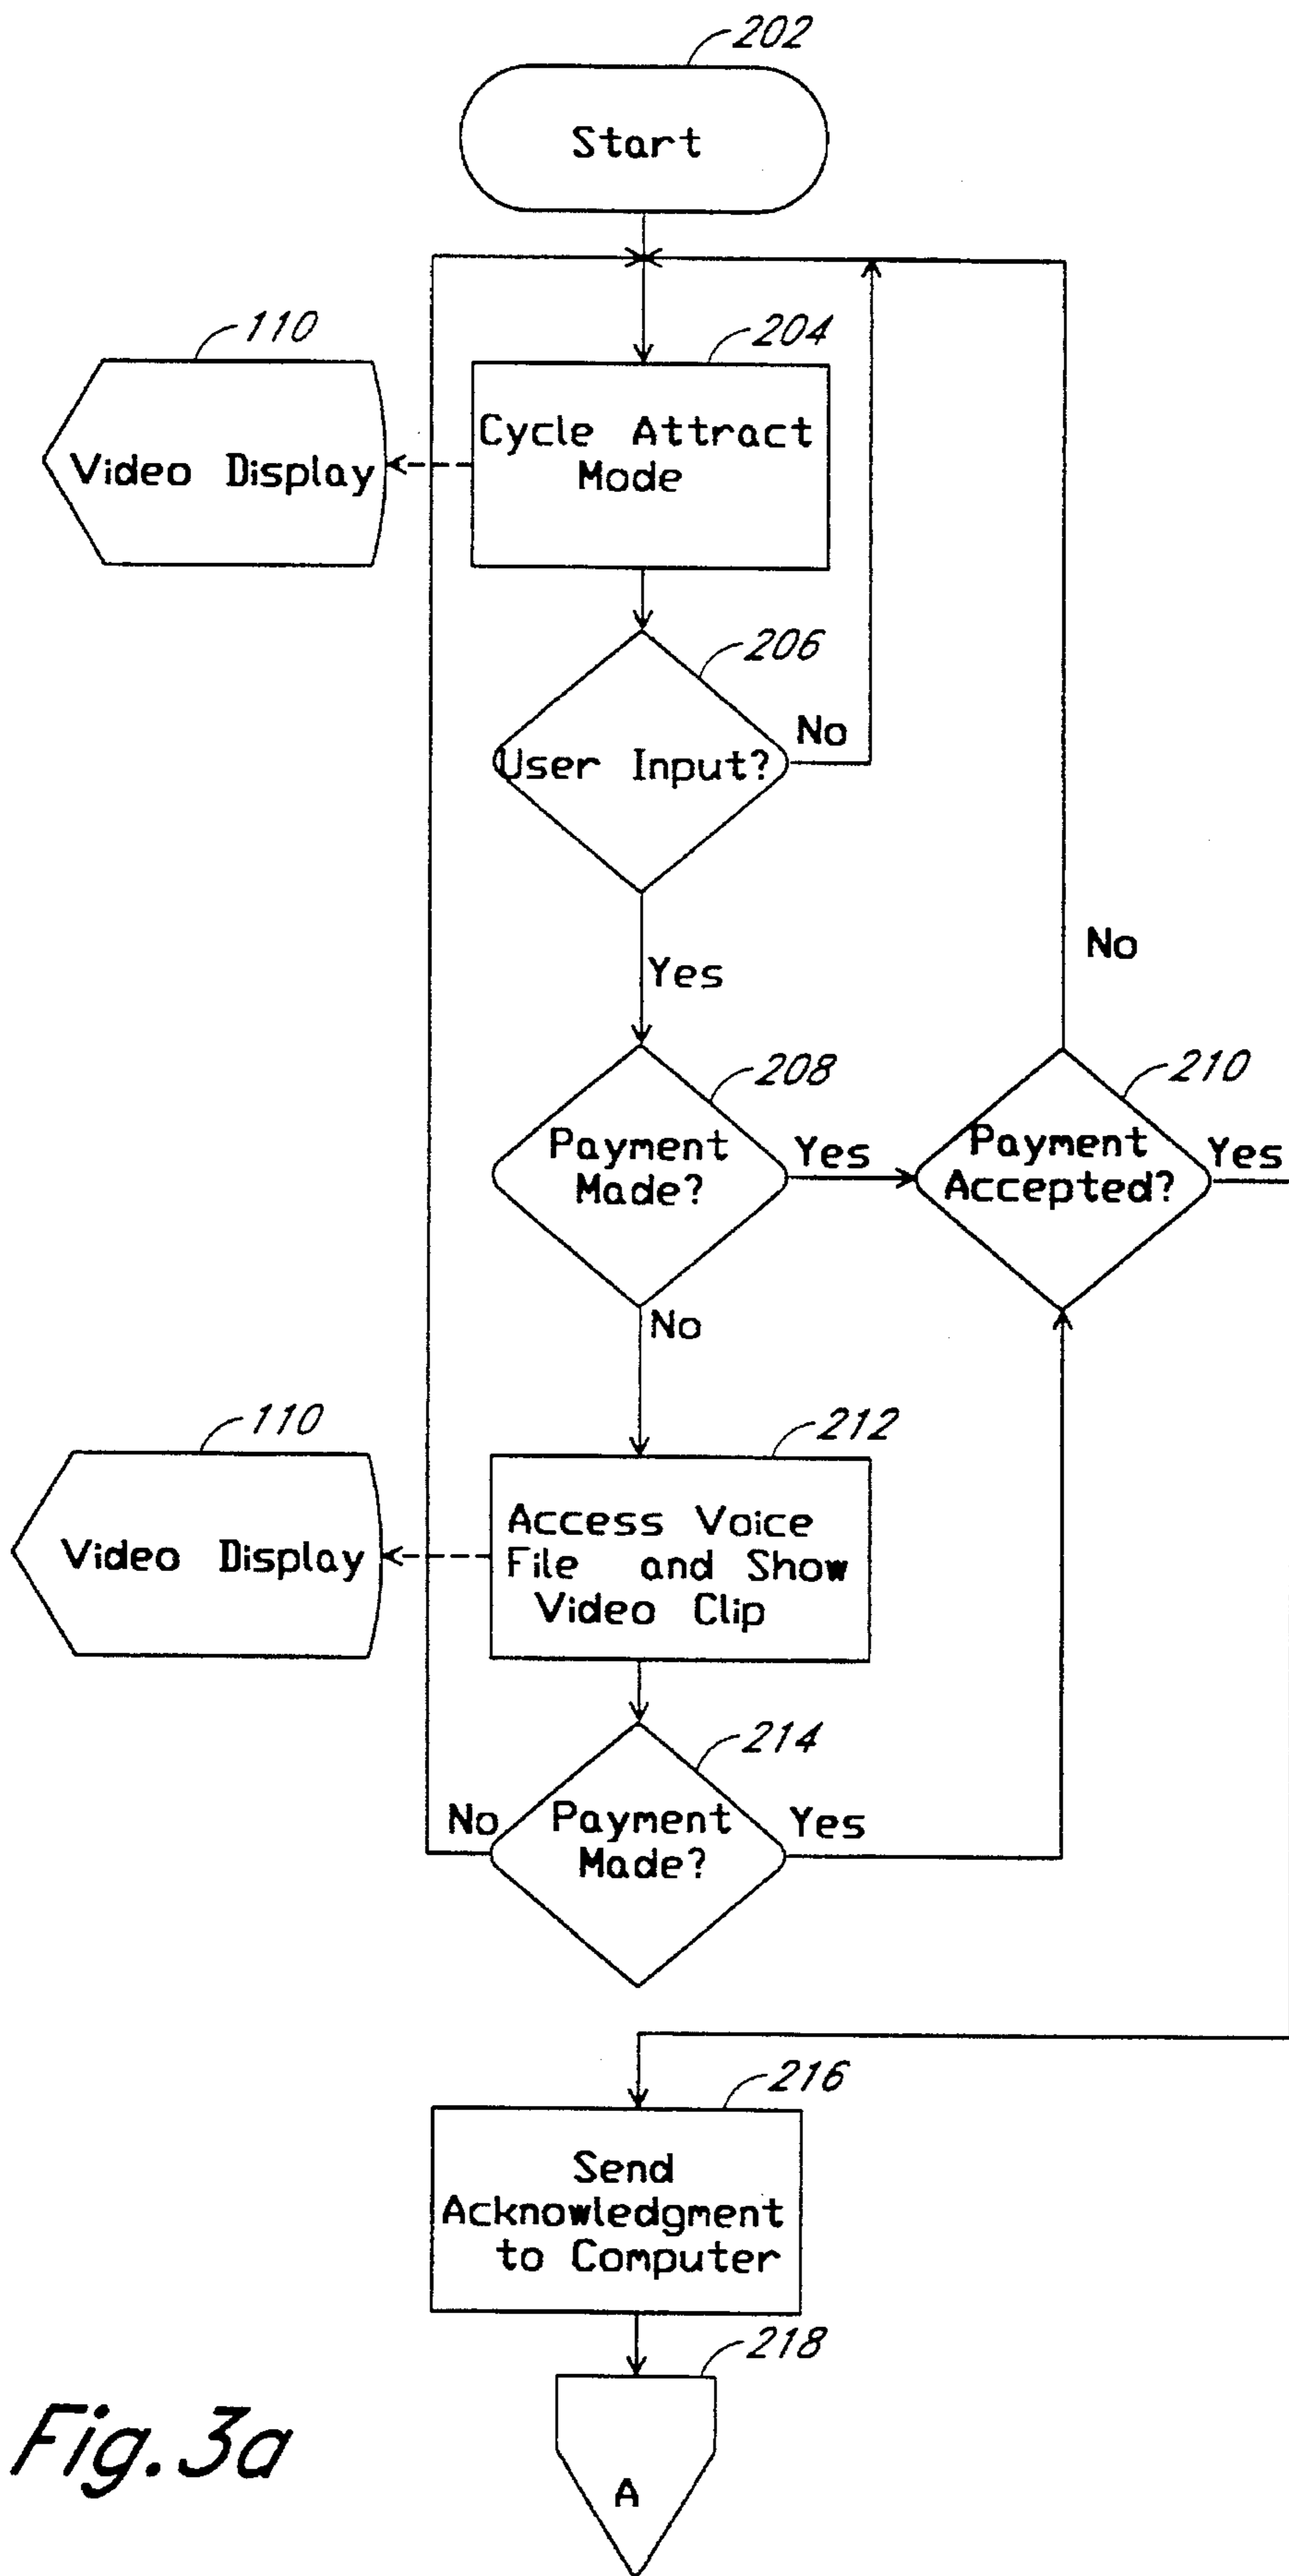 202
Start
110
204
Cycle Attract
Mode
Video Display
206
User Input?
No
Yes
No
208
210
Payment
Made?
Yes
Payment
Accepted?
Yes
No
110
212
Access Voice
File and Show
Video Clip
Video Display
214
No
Payment
Made?
Yes
216
Send
Acknowledgment
to Computer
218
A
Fig. 3a